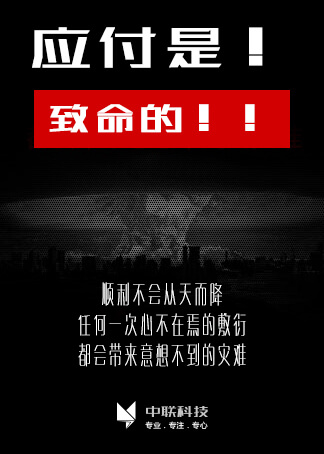 应付是！
致命的！！
顺利不会从天而降
任何一次心不在焉的敷衍
都会带来意想不到的灾难
中联科技
专业．专注．专心